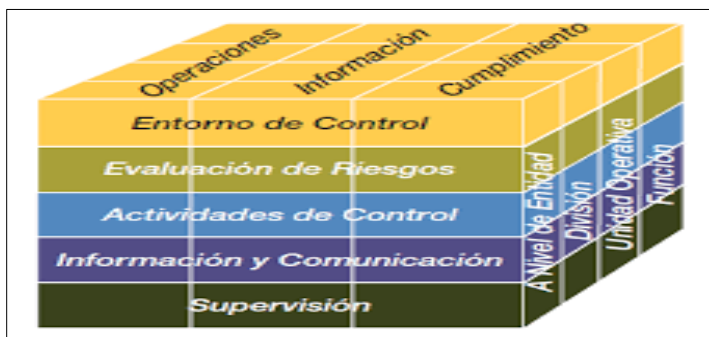 Operaciones
Información
Cumplimiento
Entorno de Control
Evaluación de Riesgos
Actividades de Control
Información y Comunicación
Supervisión
A Nivel de Entidad
División
Unidad Operativa
Función